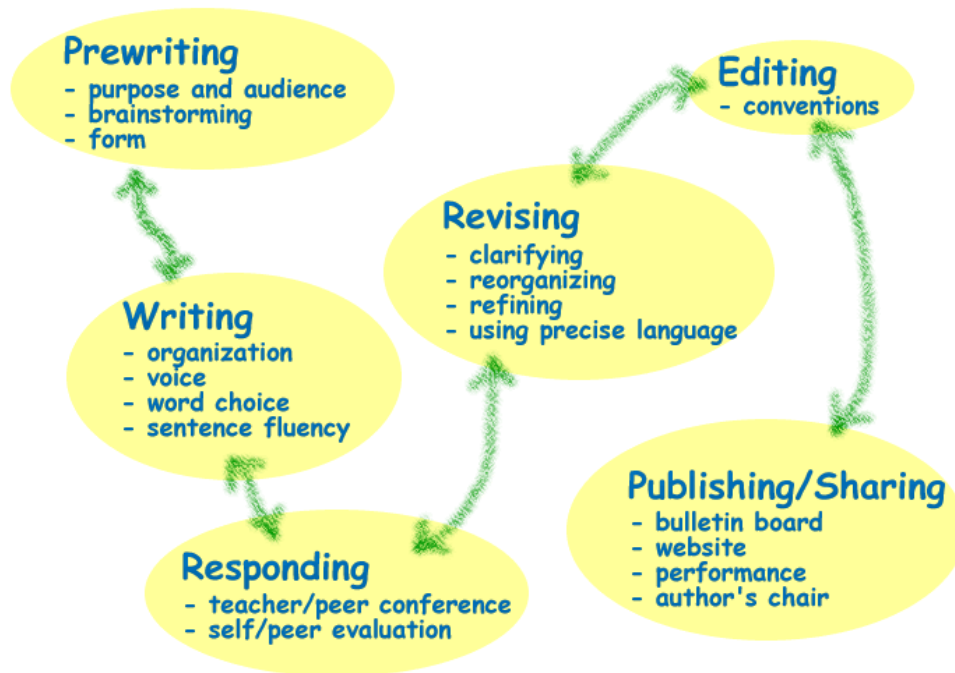 Prewriting
- purpose and audience
- brainstorming
- form
Writing
- organization
- voice
- word choice
- sentence fluency
Responding
- teacher/peer conference
- self/peer evaluation
Revising
- clarifying
- reorganizing
- refining
- using precise language
Editing
- conventions
Publishing/Sharing
- bulletin board
- website
- performance
- author's chair